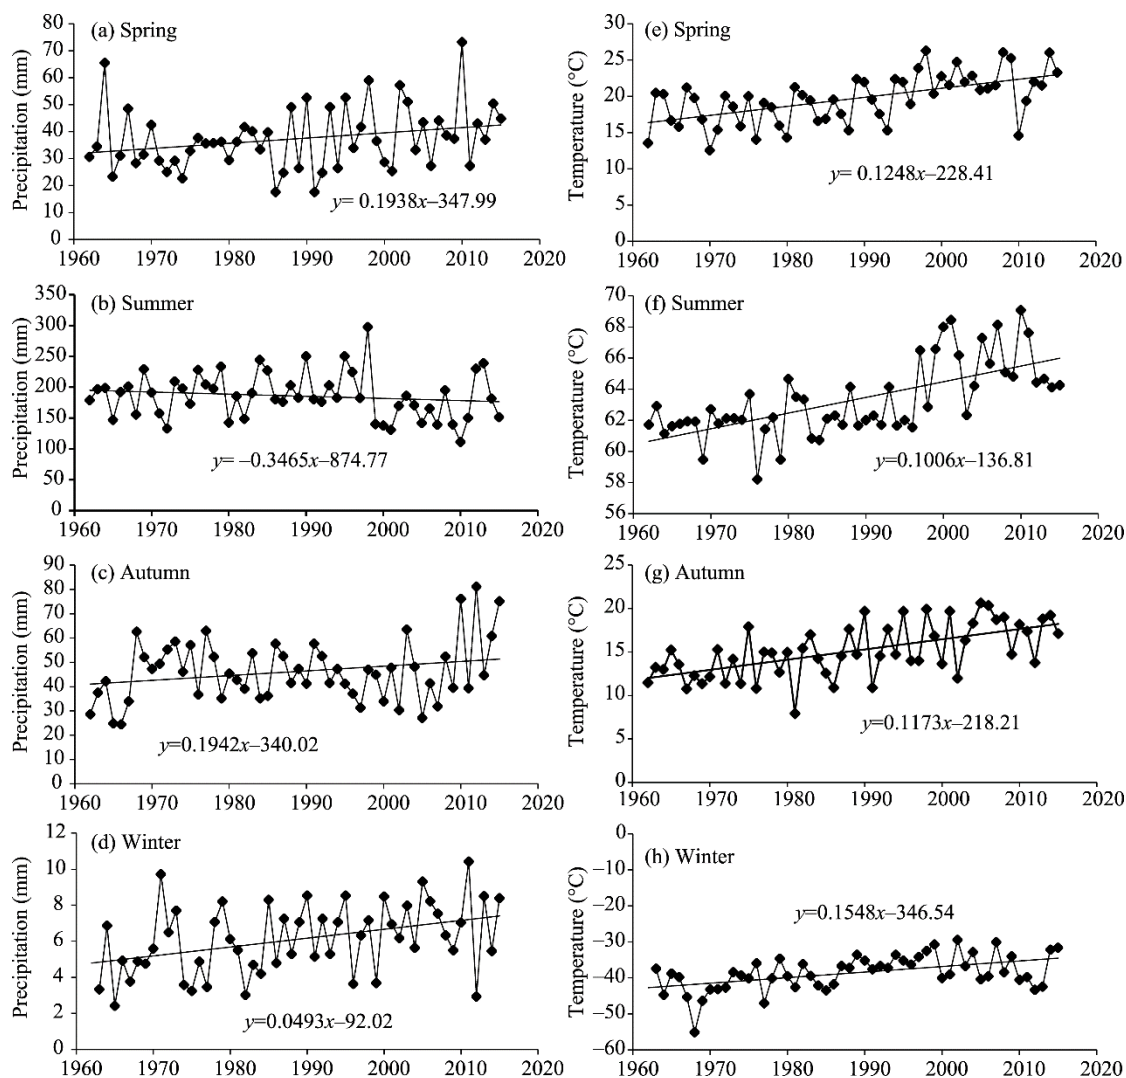 (a) Spring
Precipitation (mm)
80
70
60
50
40
30
20
10
0
y= 0.1938x–347.99
1960 1970 1980 1990 2000 2010 2020
(e) Spring
Temperature (°C)
30
25
20
15
10
5
0
y= 0.1248x–228.41
1960 1970 1980 1990 2000 2010 2020
(b) Summer
Precipitation (mm)
350
300
250
200
150
100
50
0
y= –0.3465x–874.77
1960 1970 1980 1990 2000 2010 2020
(f) Summer
Temperature (°C)
70
68
66
64
62
60
58
56
y=0.1006x–136.81
1960 1970 1980 1990 2000 2010 2020
(c) Autumn
Precipitation (mm)
90
80
70
60
50
40
30
20
10
0
y=0.1942x–340.02
1960 1970 1980 1990 2000 2010 2020
(g) Autumn
Temperature (°C)
25
20
15
10
5
0
y=0.1173x–218.21
1960 1970 1980 1990 2000 2010 2020
(d) Winter
Precipitation (mm)
12
10
8
6
4
2
0
y=0.0493x–92.02
1960 1970 1980 1990 2000 2010 2020
(h) Winter
Temperature (°C)
0
–10
–20
–30
–40
–50
–60
y=0.1548x–346.54
1960 1970 1980 1990 2000 2010 2020